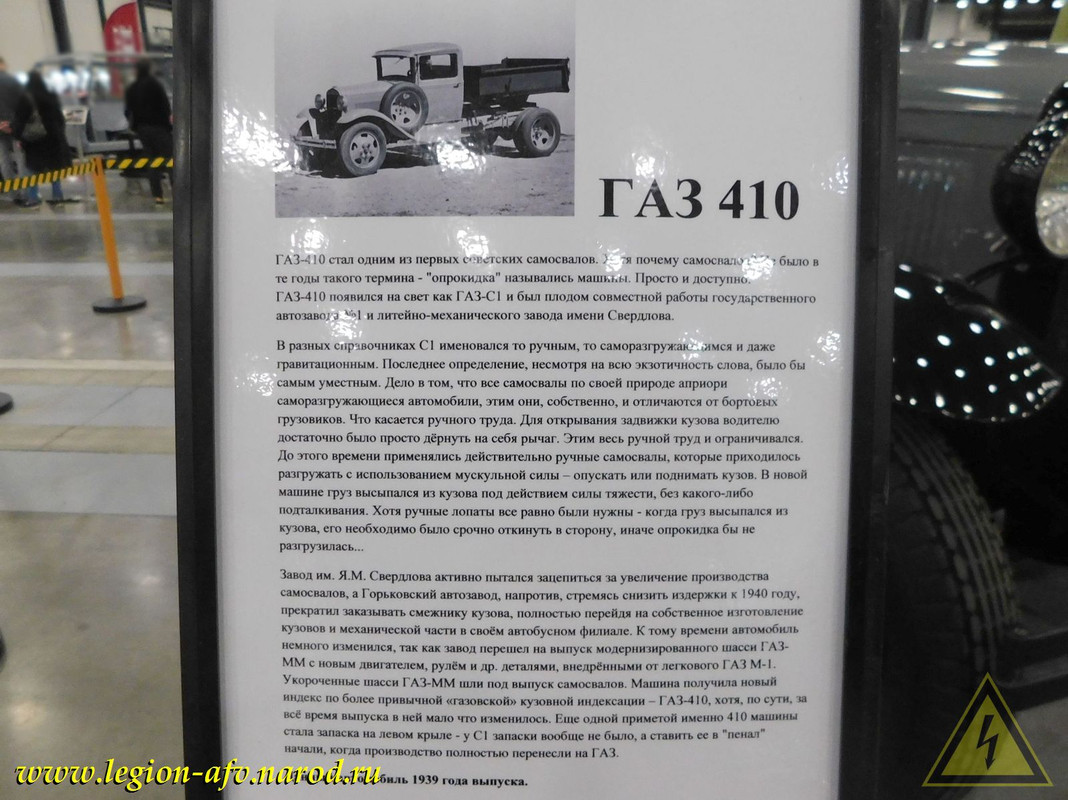 ГАЗ 410
ГАЗ-410 стал одним из первых советских самосвалов. почему было в
те годы такого термина - "опрокидка" назывались машины. Просто и доступно.
ГАЗ-410 появился на свет как ГАЗ-С1 и был плодом совместной работы государственного
автозавода №1 и литейно-механического завода имени Свердлова.
В разных справочниках С1 именовался то ручным, то саморазгружающимся и даже
гравитационным. Последнее определение, несмотря на всю экзотичность слова, было бы
самым уместным. Дело в том, что все самосвалы по своей природе априори
саморазгружающиеся автомобили, этим они, собственно, и отличаются от бортовых
грузовиков. Что касается ручного труда. Для открывания задвижки кузова водителю
достаточно было просто дёрнуть на себя рычаг. Этим весь ручной труд и ограничивался.
До этого времени применялись действительно ручные самосвалы, которые приходилось
разгружать с использованием мускульной силы – опускать или поднимать кузов. В новой
машине груз высыпался из кузова под действием силы тяжести, без какого-либо
подталкивания. Хотя ручные лопаты все равно были нужны - когда груз высыпался из
кузова, его необходимо было срочно откинуть в сторону, иначе опрокидка бы не
разгрузилась...
Завод им. Я.М. Свердлова активно пытался зацепиться за увеличение производства
самосвалов, а Горьковский автозавод, напротив, стремясь снизить издержки к 1940 году,
прекратил заказывать смежнику кузова, полностью перейдя на собственное изготовление
кузовов и механической части в своём автобусном филиале. К тому времени автомобиль
немного изменился, так как завод перешел на выпуск модернизированного шасси ГАЗ-
ММ с новым двигателем, рулём и др. деталями, внедрёнными от легкового ГАЗ М-1.
Укороченные шасси ГАЗ-ММ шли под выпуск самосвалов. Машина получила новый
индекс по более привычной «газовской» кузовной индексации – ГАЗ-410, хотя, по сути, за
всё время выпуска в ней мало что изменилось. Еще одной приметой именно 410 машины
стала запаска на левом крыле - у С1 запаски вообще не было, а ставить ее в "пенал"
начали, когда производство полностью перенесли на ГАЗ.
1939 года выпуска.
www.legion-afv.narod.ru